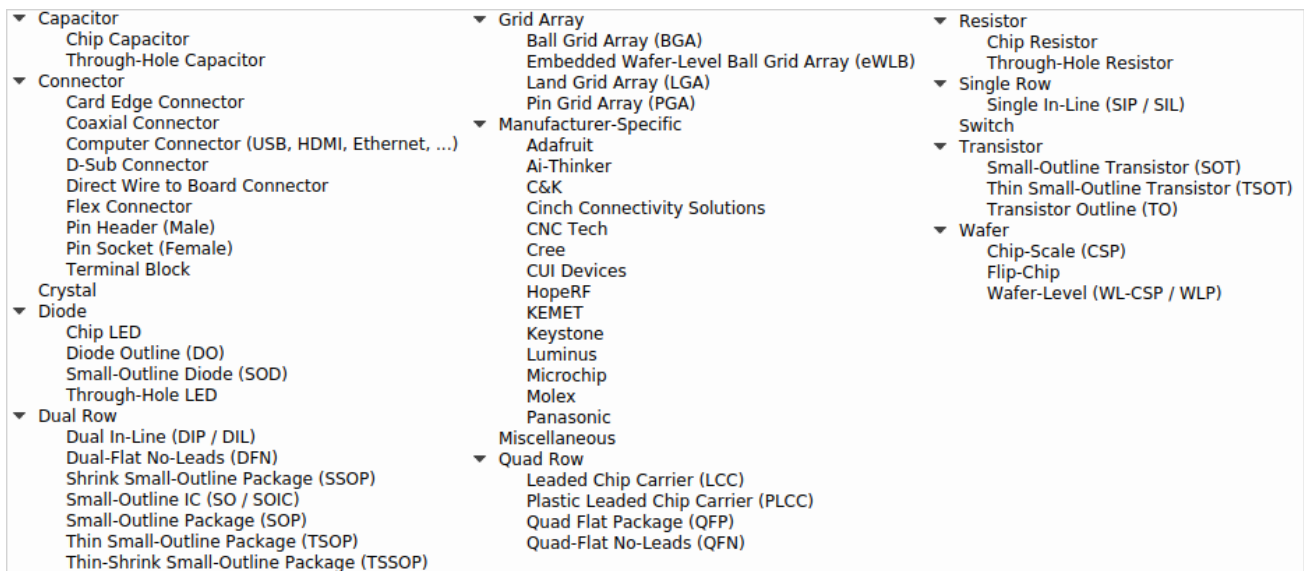 Capacitor
Chip Capacitor
Through-Hole Capacitor
Connector
Card Edge Connector
Coaxial Connector
Computer Connector (USB, HDMI, Ethernet, ...)
D-Sub Connector
Direct Wire to Board Connector
Flex Connector
Pin Header (Male)
Pin Socket (Female)
Terminal Block
Crystal
Diode
Chip LED
Diode Outline (DO)
Small-Outline Diode (SOD)
Through-Hole LED
Dual Row
Dual In-Line (DIP / DIL)
Dual-Flat No-Leads (DFN)
Shrink Small-Outline Package (SSOP)
Small-Outline IC (SO / SOIC)
Small-Outline Package (SOP)
Thin Small-Outline Package (TSOP)
Thin-Shrink Small-Outline Package (TSSOP)
Grid Array
Ball Grid Array (BGA)
Embedded Wafer-Level Ball Grid Array (eWLB)
Land Grid Array (LGA)
Pin Grid Array (PGA)
Manufacturer-Specific
Adafruit
Ai-Thinker
C&K
Cinch Connectivity Solutions
CNC Tech
Cree
CUI Devices
HopeRF
KEMET
Keystone
Luminus
Microchip
Molex
Panasonic
Miscellaneous
Quad Row
Leaded Chip Carrier (LCC)
Plastic Leaded Chip Carrier (PLCC)
Quad Flat Package (QFP)
Quad-Flat No-Leads (QFN)
Resistor
Chip Resistor
Through-Hole Resistor
Single Row
Single In-Line (SIP / SIL)
Switch
Transistor
Small-Outline Transistor (SOT)
Thin Small-Outline Transistor (TSOT)
Transistor Outline (TO)
Wafer
Chip-Scale (CSP)
Flip-Chip
Wafer-Level (WL-CSP / WLP)